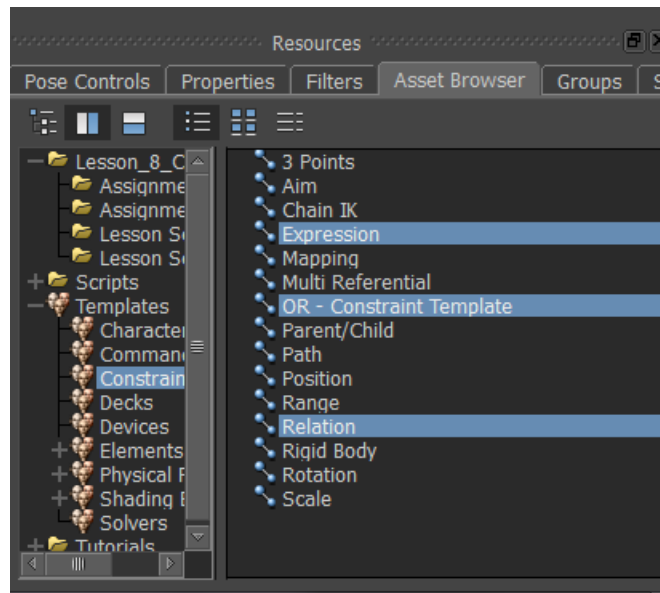 Resources
Pose Controls
Properties
Filters
Asset Browser
Groups
Lesson_8_C
Assignme
Assignme
Lesson S
Lesson S
Scripts
Templates
Character
Comman
Constrain
Decks
Devices
Elements
Physical
Shading
Solvers
Tutorials
3 Points
Aim
Chain IK
Expression
Mapping
Multi Referential
OR - Constraint Template
Parent/Child
Path
Position
Range
Relation
Rigid Body
Rotation
Scale